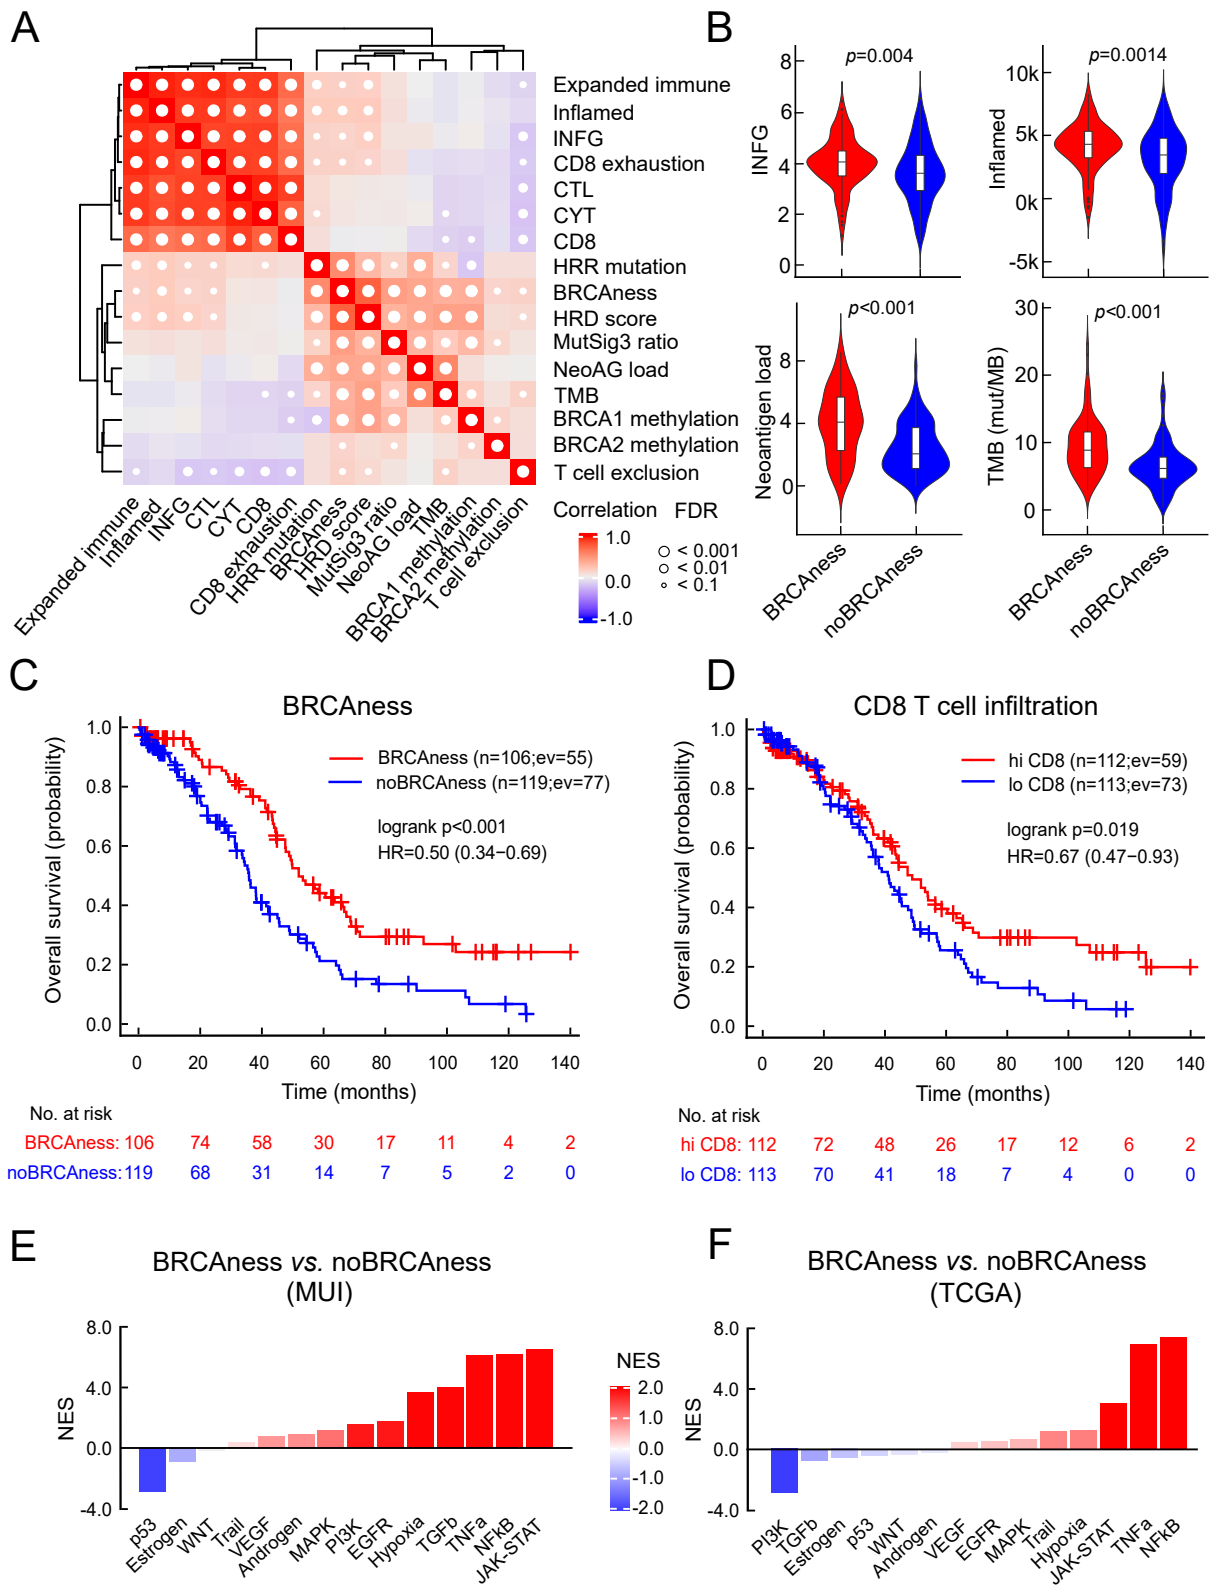 A
Expanded immune
Inflamed
INFG
CD8 exhaustion
CTL
CYT
CD8
HRR mutation
BRCAness
HRD score
MutSig3 ratio
NeoAG load
TMB
BRCA1 methylation
BRCA2 methylation
T cell exclusion
Expanded immune
Inflamed
INFG
CTL
CYT
CD8
CD8 exhaustion
HRR mutation
BRCAness
HRD score
MutSig3 ratio
NeoAG load
TMB
BRCA1 methylation
BRCA2 methylation
T cell exclusion
Correlation
1.0
0.0
-1.0
FDR
< 0.001
< 0.01
< 0.1
B
INFG
8
6
4
2
0
p=0.004
Inflamed
10k
5k
0k
-5k
p=0.0014
Neoantigen load
8
4
0
p<0.001
BRCAness
noBRCAness
TMB (mut/MB)
30
20
10
0
p<0.001
BRCAness
noBRCAness
C
BRCAness
Overall survival (probability)
1.0
0.8
0.6
0.4
0.2
0.0
BRCAness (n=106;ev=55)
noBRCAness (n=119;ev=77)
logrank p<0.001
HR=0.50 (0.34−0.69)
0 20 40 60 80 100 120 140
Time (months)
No. at risk
BRCAness: 106 74 58 30 17 11 4 2
noBRCAness: 119 68 31 14 7 5 2 0
D
CD8 T cell infiltration
Overall survival (probability)
1.0
0.8
0.6
0.4
0.2
0.0
hi CD8 (n=112;ev=59)
lo CD8 (n=113;ev=73)
logrank p=0.019
HR=0.67 (0.47−0.93)
0 20 40 60 80 100 120 140
Time (months)
No. at risk
hi CD8: 112 72 48 26 17 12 6 2
lo CD8: 113 70 41 18 7 4 0 0
E
BRCAness vs. noBRCAness
(MUI)
NES
8.0
4.0
0.0
-4.0
p53
Estrogen
WNT
Trail
VEGF
Androgen
MAPK
PI3K
EGFR
Hypoxia
TGFb
TNFa
NFkB
JAK-STAT
NES
2.0
1.0
0.0
-1.0
-2.0
F
BRCAness vs. noBRCAness
(TCGA)
NES
8.0
4.0
0.0
-4.0
PI3K
TGFb
Estrogen
p53
WNT
Androgen
VEGF
EGFR
MAPK
Trail
Hypoxia
JAK-STAT
TNFa
NFkB